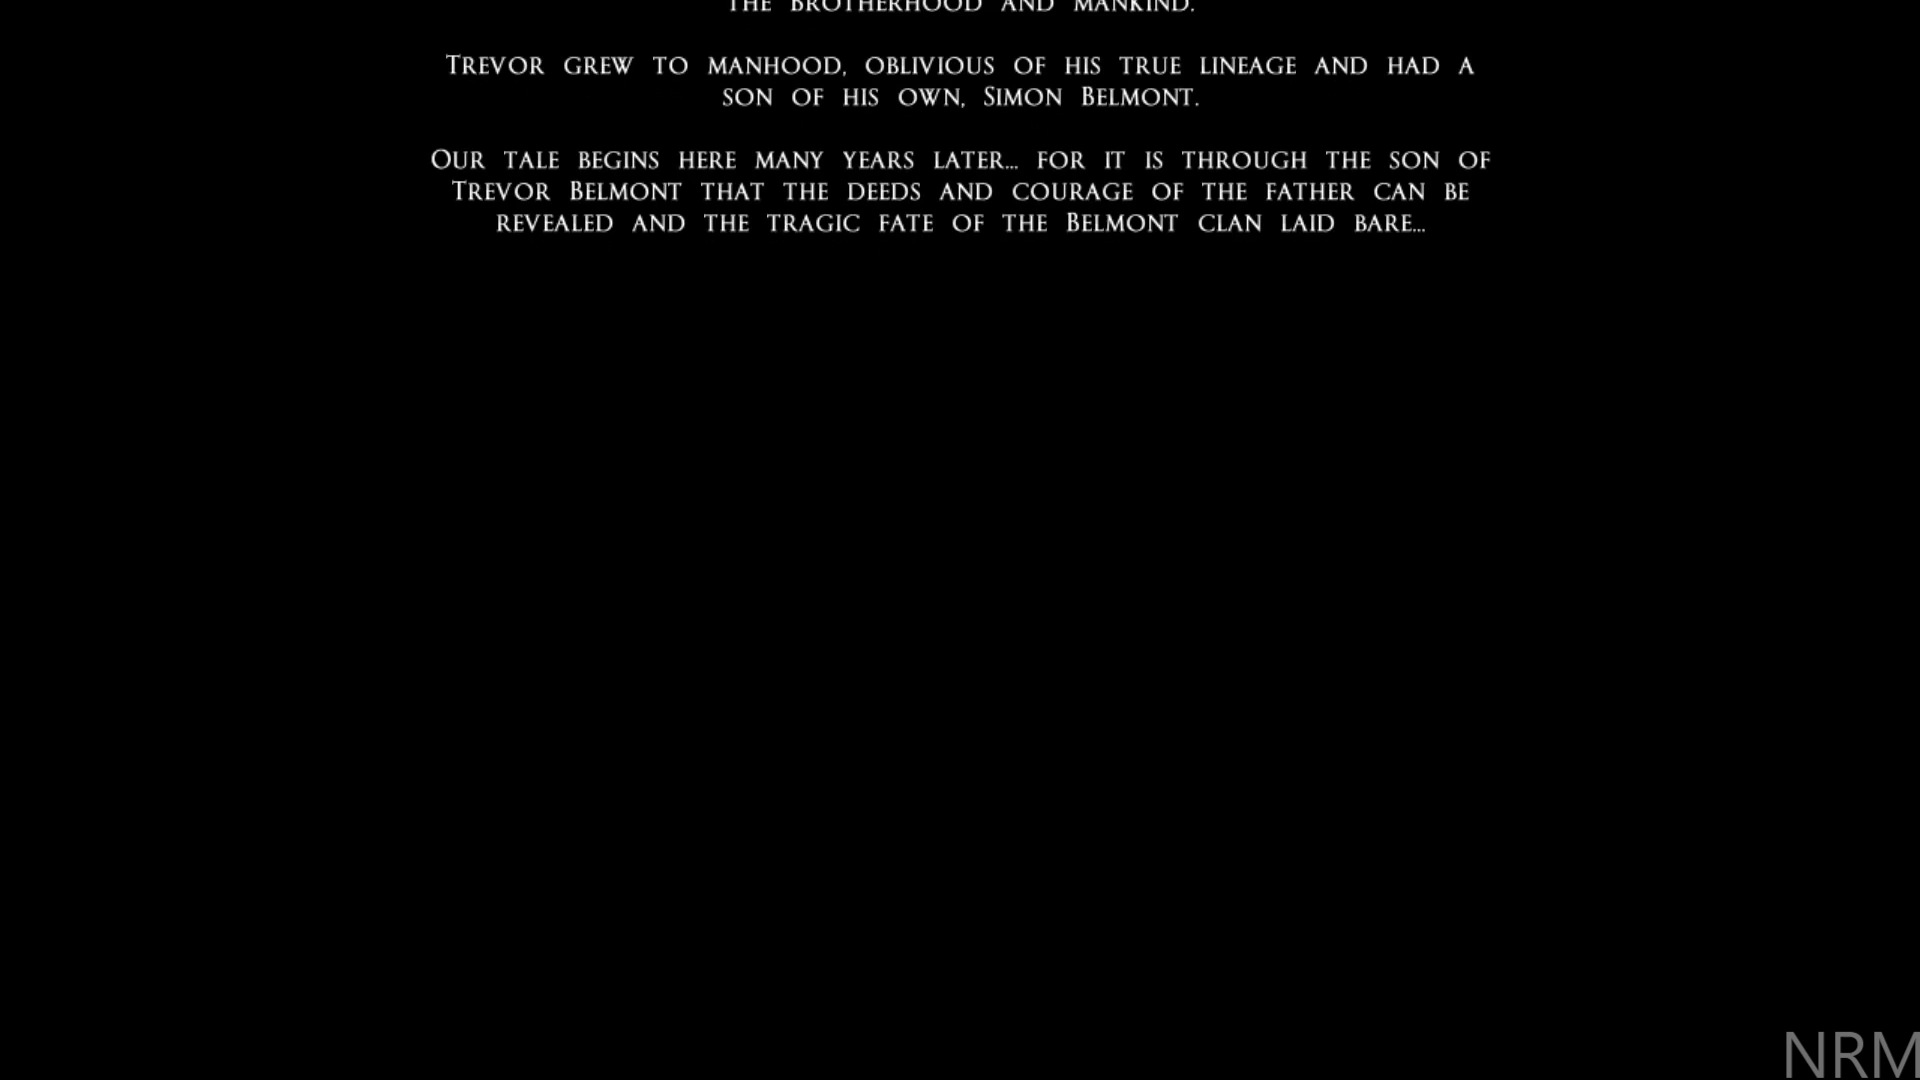 THE BROTHERHOOD AND MANKIND.
TREVOR GREW TO MANHOOD, OBLIVIOUS OF HIS TRUE LINEAGE AND HAD A
SON OF HIS OWN, SIMON BELMONT.
OUR TALE BEGINS HERE MANY YEARS LATER... FOR IT IS THROUGH THE SON OF
TREVOR BELMONT THAT THE DEEDS AND COURAGE OF THE FATHER CAN BE
REVEALED AND THE TRAGIC FATE OF THE BELMONT CLAN LAID BARE...
NRM